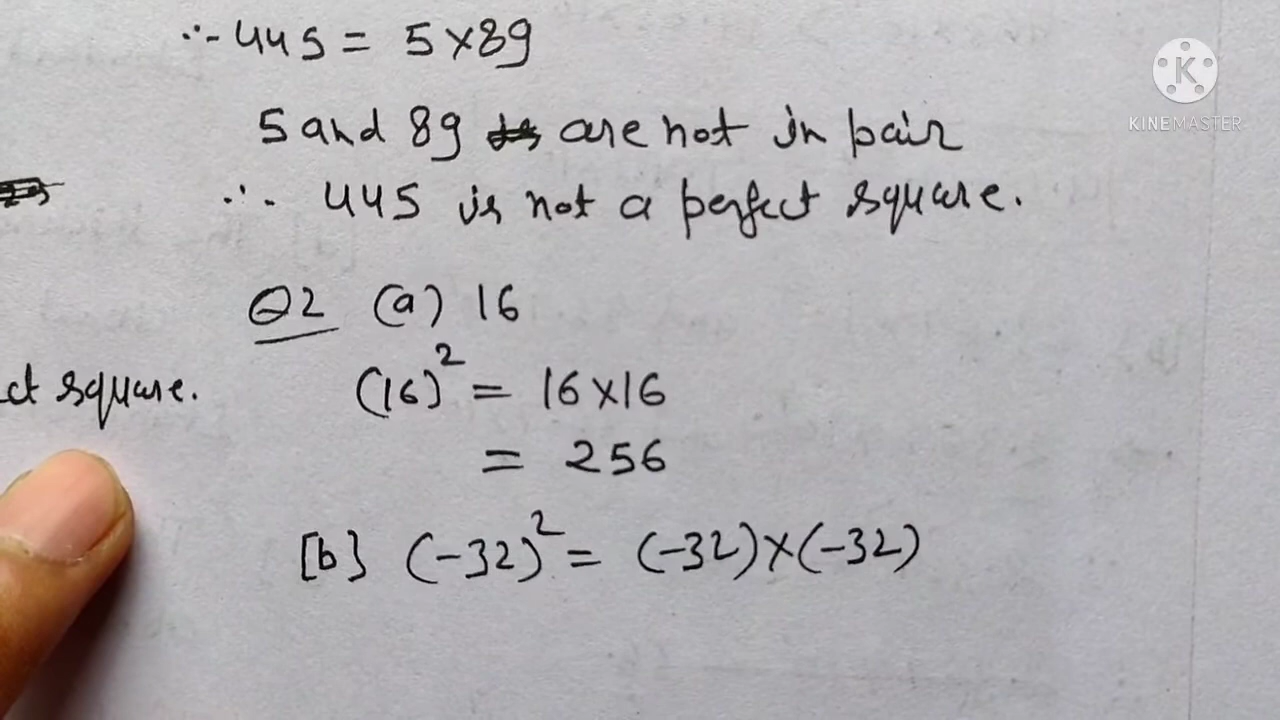 ∴ 445 = 5×89
5 and 89 are not in pair
∴ 445 is not a perfect square.
Q2 (a) 16
ct square.
(16)² = 16×16
= 256
[b] (-32)² = (-32)×(-32)
K
KINEMASTER